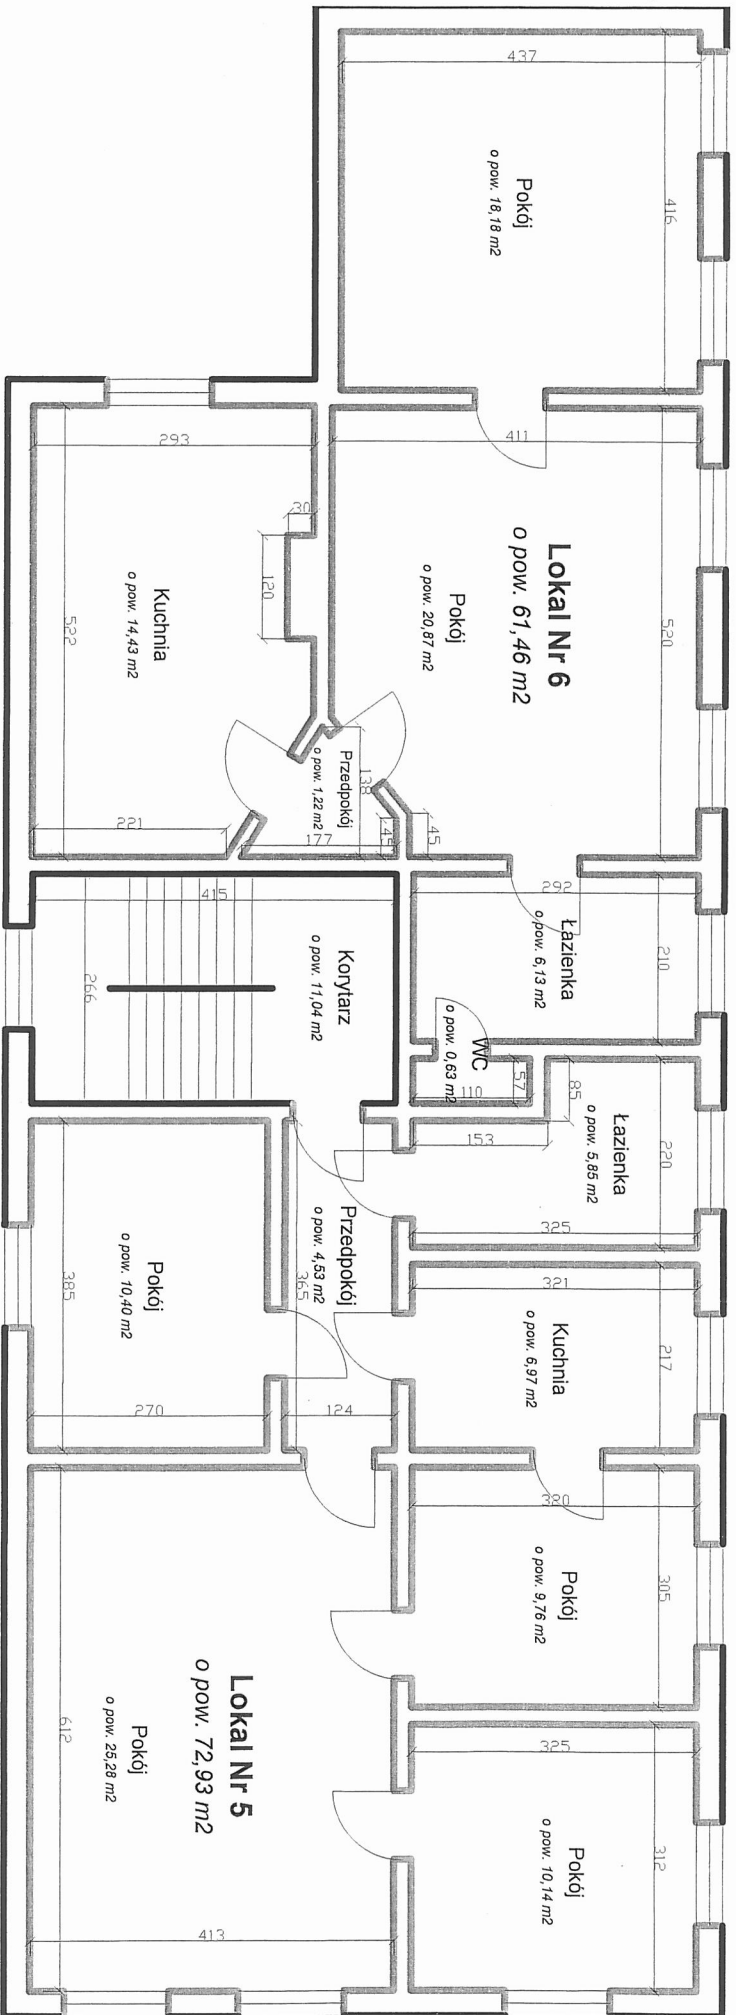 437
Pokój
o pow. 18,18 m2
416
293
411
30
120
Lokal Nr 6
o pow. 61,46 m2
Pokój
o pow. 20,87 m2
520
Kuchnia
o pow. 14,43 m2
522
Przedpokój
o pow. 1,22 m2
138
221
177
45
45
415
266
Korytarz
o pow. 11,04 m2
292
Łazienka
o pow. 6,13 m2
210
WC
o pow. 0,63 m2
110
57
85
Łazienka
o pow. 5,85 m2
220
153
325
Przedpokój
o pow. 4,53 m2
365
Pokój
o pow. 10,40 m2
385
270
124
321
Kuchnia
o pow. 6,97 m2
217
Pokój
o pow. 9,76 m2
305
Lokal Nr 5
o pow. 72,93 m2
Pokój
o pow. 25,28 m2
612
413
325
Pokój
o pow. 10,14 m2
312